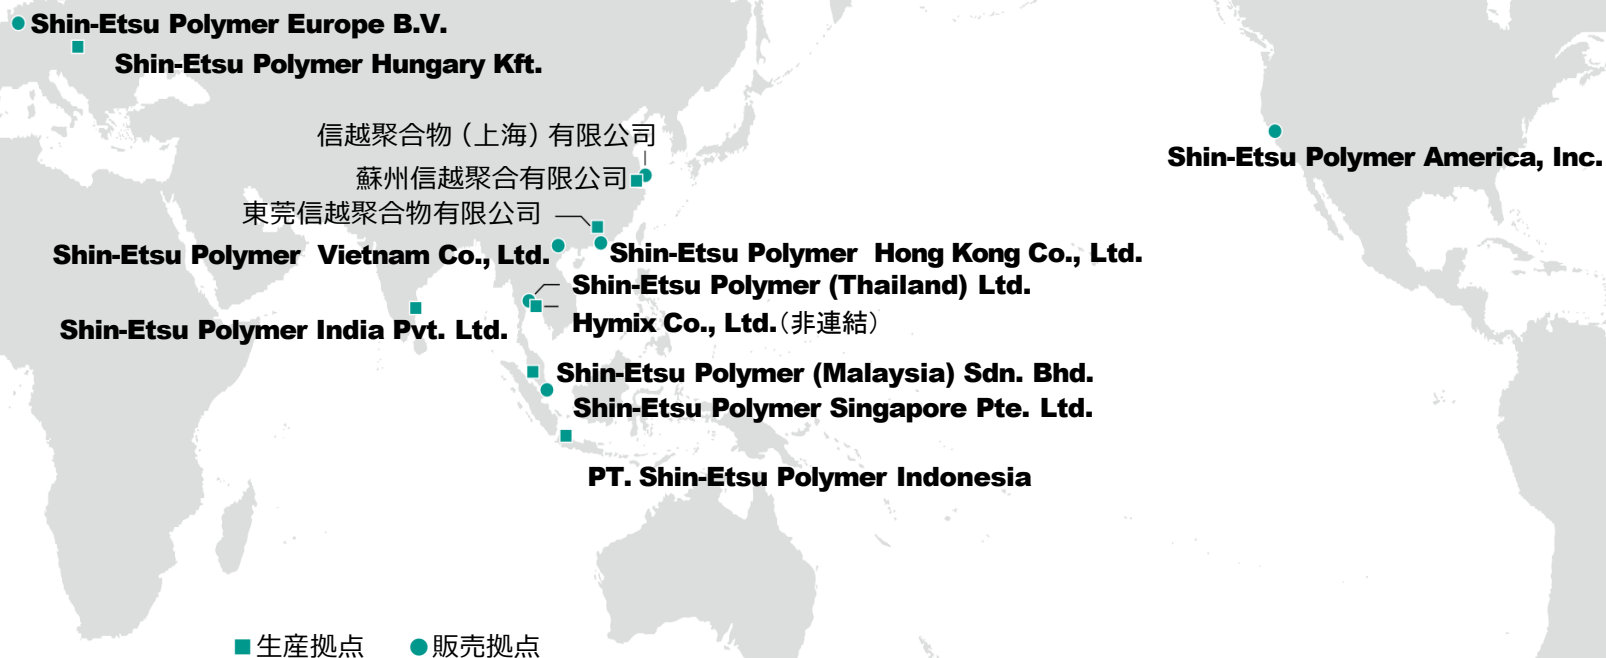 Shin-Etsu Polymer Europe B.V.
Shin-Etsu Polymer Hungary Kft.
信越聚合物（上海）有限公司
Shin-Etsu Polymer America, Inc.
蘇州信越聚合有限公司
東莞信越聚合物有限公司
Shin-Etsu Polymer Vietnam Co., Ltd.
Shin-Etsu Polymer Hong Kong Co., Ltd.
Shin-Etsu Polymer (Thailand) Ltd.
Hymix Co., Ltd.（非連結）
Shin-Etsu Polymer India Pvt. Ltd.
Shin-Etsu Polymer (Malaysia) Sdn. Bhd.
Shin-Etsu Polymer Singapore Pte. Ltd.
PT. Shin-Etsu Polymer Indonesia
■生産拠点 ●販売拠点